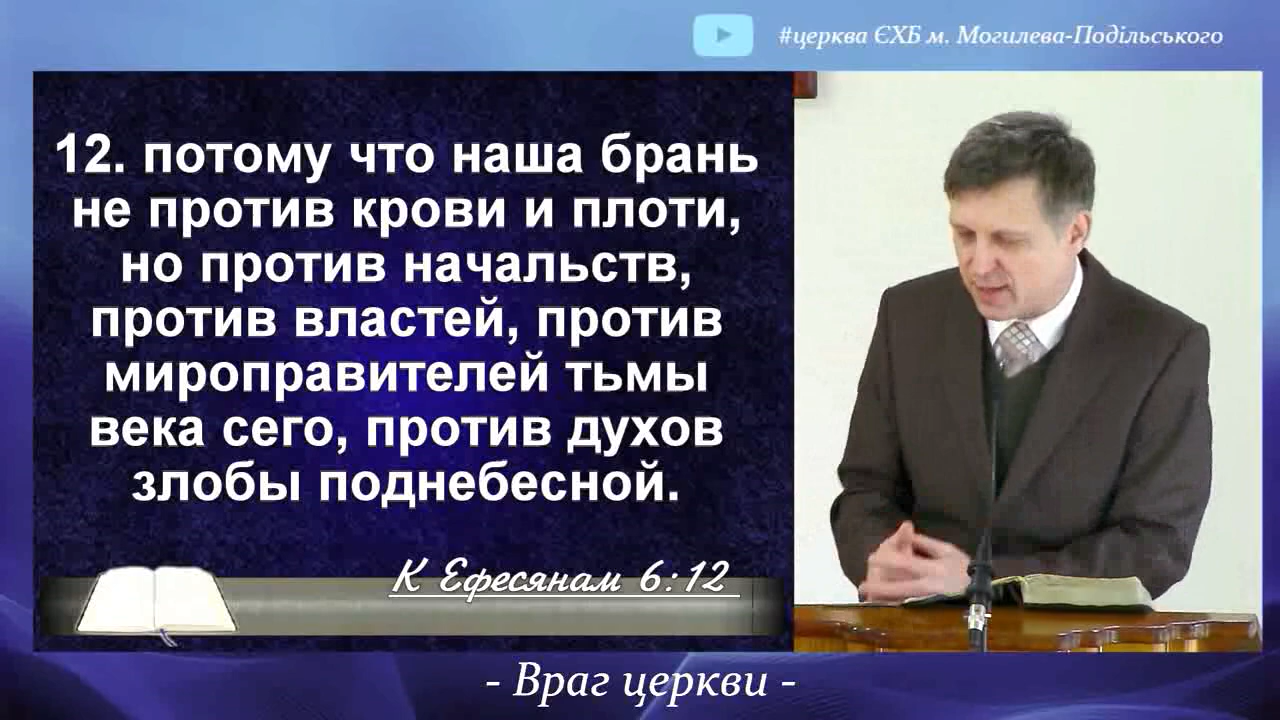 #церква ЄХБ м. Могилева-Подільського
12. потому что наша брань
не против крови и плоти,
но против начальств,
против властей, против
мироправителей тьмы
века сего, против духов
злобы поднебесной.
К Ефесянам 6:12
- Враг церкви -